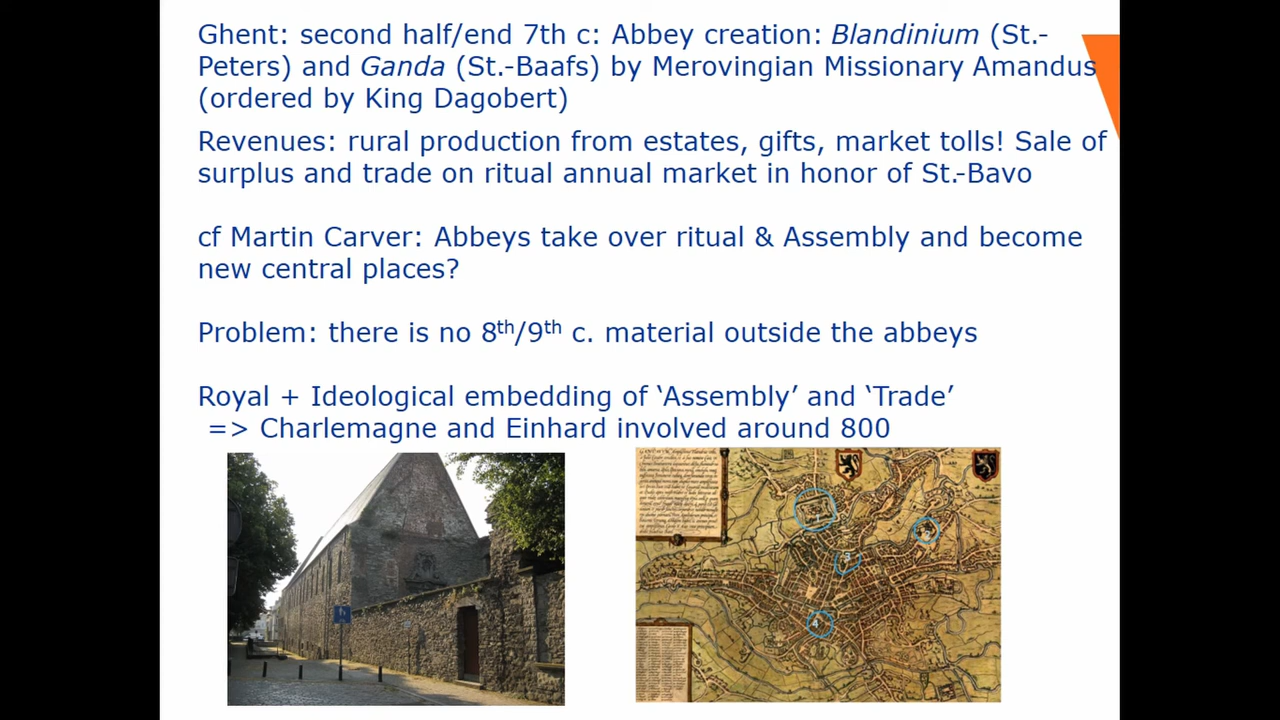 Ghent: second half/end 7th c: Abbey creation: Blandinium (St.-
Peters) and Ganda (St.-Baafs) by Merovingian Missionary Amandus
(ordered by King Dagobert)
Revenues: rural production from estates, gifts, market tolls! Sale of
surplus and trade on ritual annual market in honor of St.-Bavo
cf Martin Carver: Abbeys take over ritual & Assembly and become
new central places?
Problem: there is no 8th/9th c. material outside the abbeys
Royal + Ideological embedding of ‘Assembly’ and ‘Trade’
=> Charlemagne and Einhard involved around 800
1
2
3
4